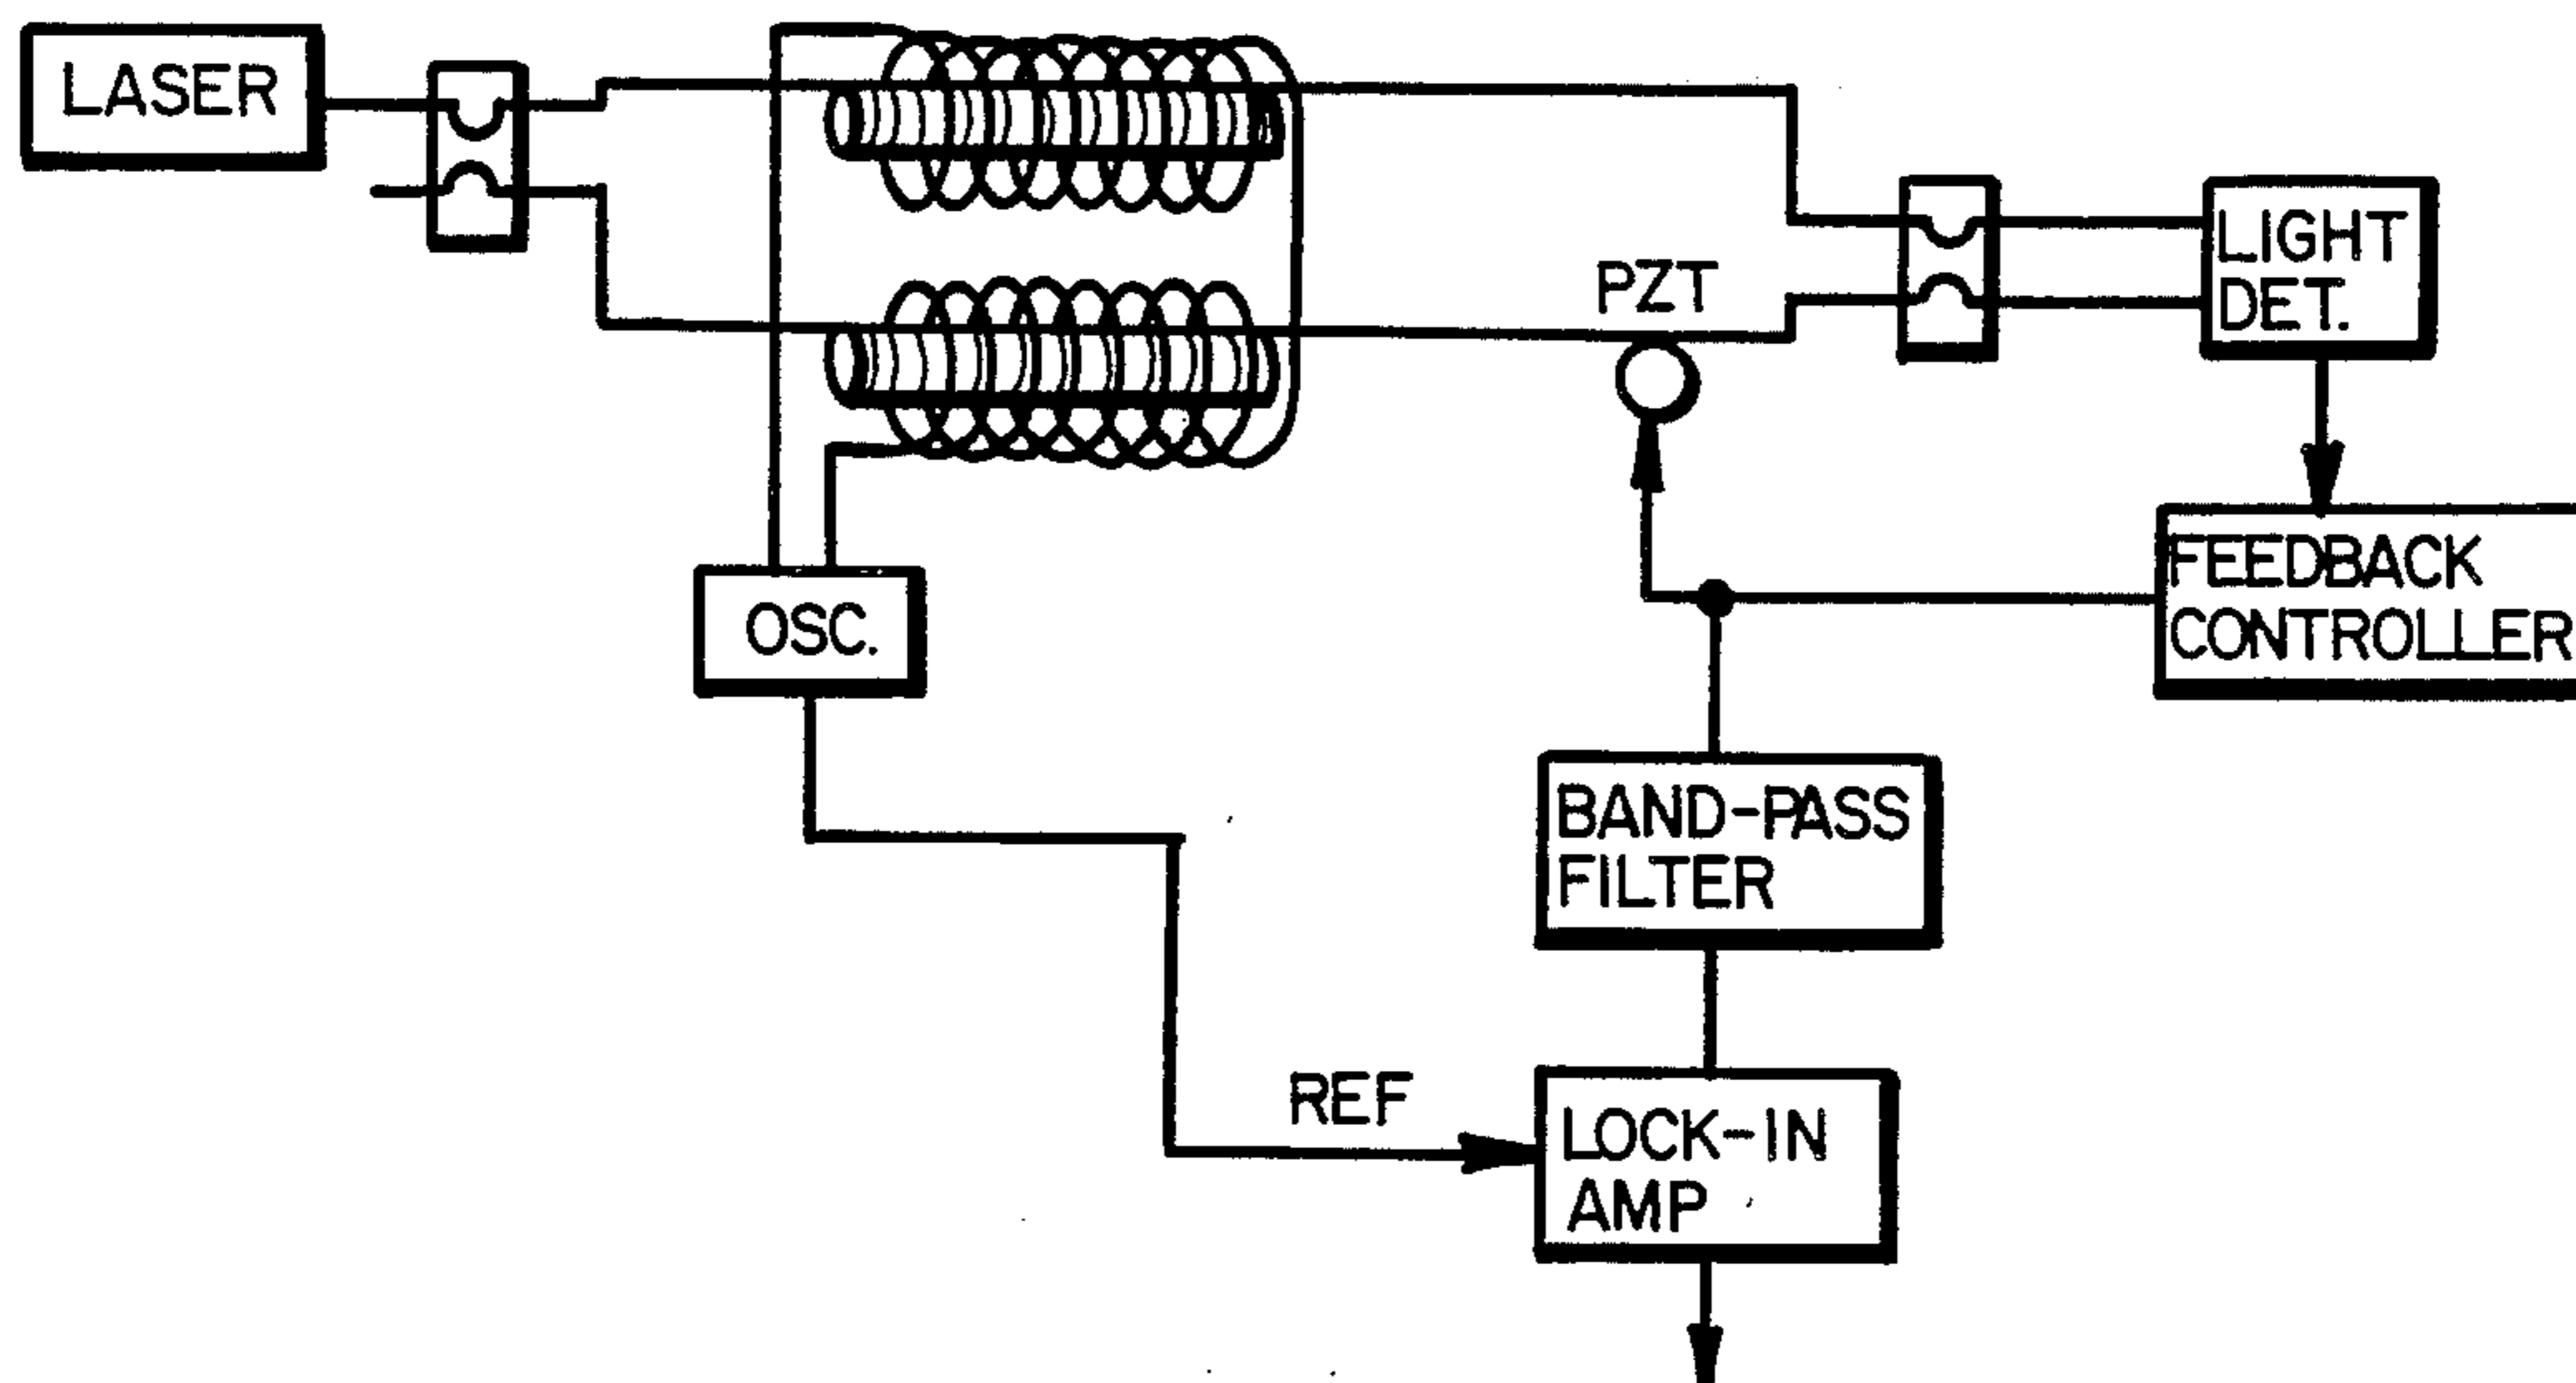 LASER
LIGHT
DET.
PZT
FEEDBACK
CONTROLLER
OSC.
BAND-PASS
FILTER
REF
LOCK-IN
AMP